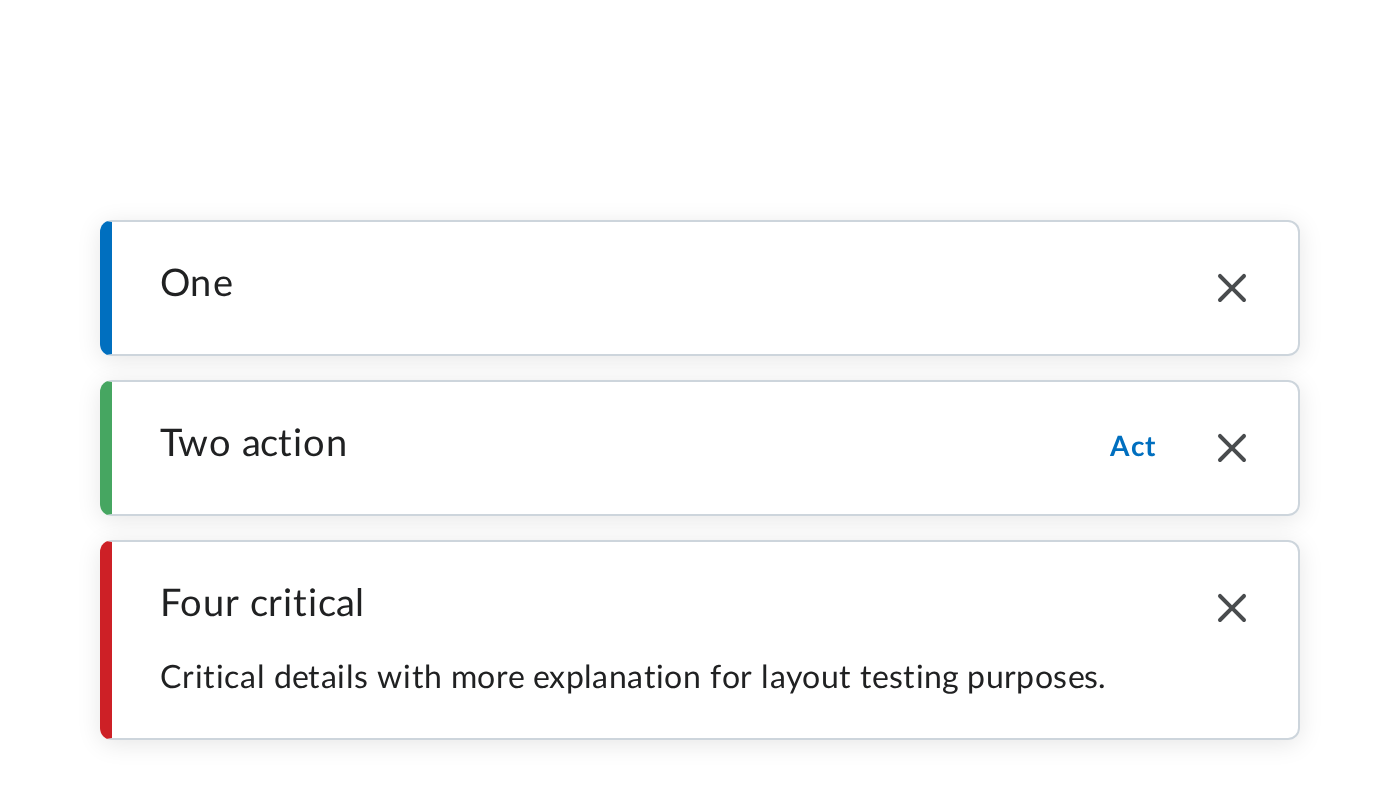 One
Two action
Act
Four critical
Critical details with more explanation for layout testing purposes.